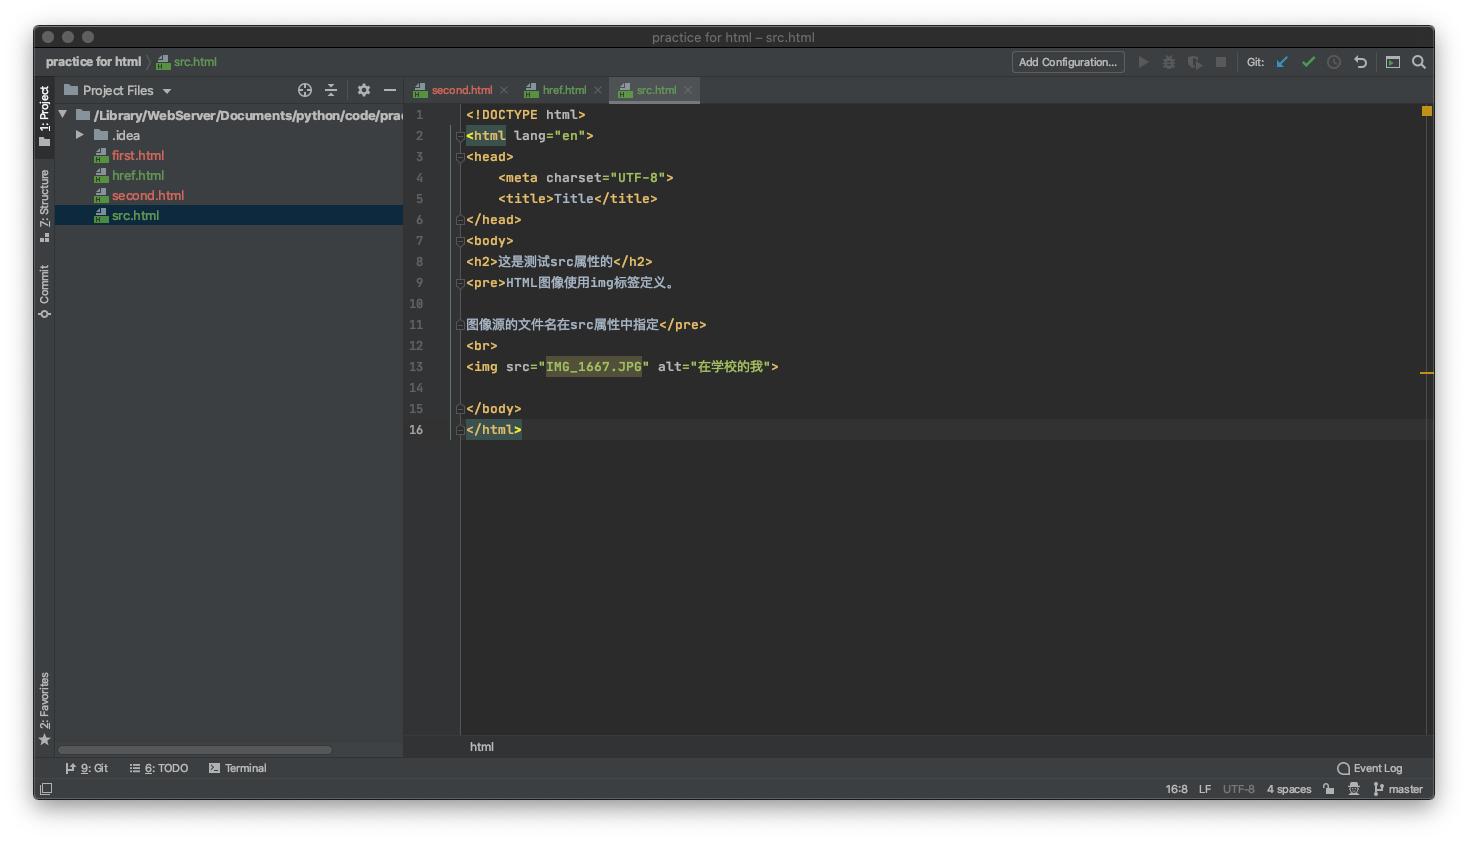 practice for html – src.html
practice for html src.html
Add Configuration...
Git:
1: Project
Project Files
second.html
href.html
src.html
/Library/WebServer/Documents/python/code/prac
.idea
first.html
href.html
second.html
src.html
7: Structure
Commit
2: Favorites
1 <!DOCTYPE html>
2 <html lang="en">
3 <head>
4 <meta charset="UTF-8">
5 <title>Title</title>
6 </head>
7 <body>
8 <h2>这是测试src属性的</h2>
9 <pre>HTML图像使用img标签定义。
10
11 图像源的文件名在src属性中指定</pre>
12 <br>
13 <img src="IMG_1667.JPG" alt="在学校的我">
14
15 </body>
16 </html>
html
9: Git
6: TODO
Terminal
Event Log
16:8 LF UTF-8 4 spaces master